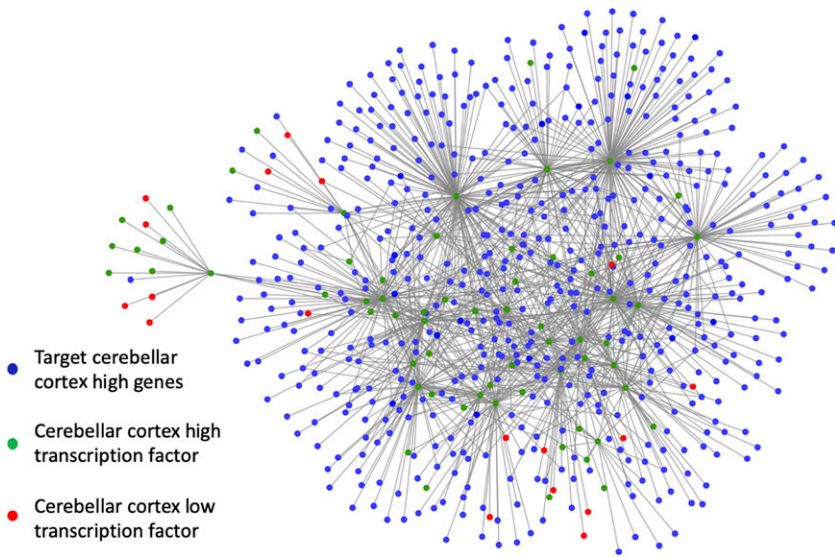 Target cerebellar
cortex high genes
Cerebellar cortex high
transcription factor
Cerebellar cortex low
transcription factor